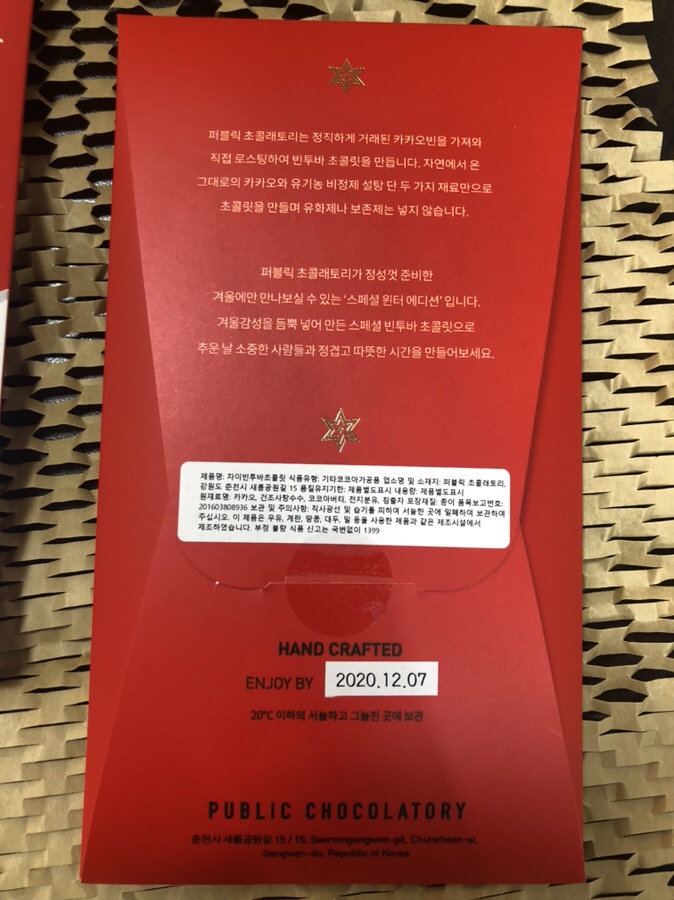 퍼블릭 초콜래토리는 정직하게 거래된 카카오빈을 가져와
직접 로스팅하여 빈투바 초콜릿을 만듭니다. 자연에서 온
그대로의 카카오와 유기농 비정제 설탕 단 두 가지 재료만으로
초콜릿을 만들며 유화제나 보존제는 넣지 않습니다.
퍼블릭 초콜래토리가 정성껏 준비한
겨울에만 만나보실 수 있는 '스페셜 윈터 에디션' 입니다.
겨울감성을 듬뿍 넣어 만든 스페셜 빈투바 초콜릿으로
추운 날 소중한 사람들과 정겹고 따뜻한 시간을 만들어보세요.
제품명: 차이빈투바초콜릿 식품유형: 기타코코아가공품 업소명 및 소재지: 퍼블릭 초콜래토리,
강원도 춘천시 새롬공원길 15 품질유지기한: 제품별도표시 내용량: 제품별도표시
원재료명: 카카오, 건조사탕수수, 코코아버터, 전지분유, 침출차 포장재질: 종이 품목보고번호:
201603808936 보관 및 주의사항: 직사광선 및 습기를 피하여 서늘한 곳에 밀폐하여 보관하여
주십시오. 이 제품은 우유, 계란, 땅콩, 대두, 밀 등을 사용한 제품과 같은 제조시설에서
제조하였습니다. 부정 불량 식품 신고는 국번없이 1399
HAND CRAFTED
ENJOY BY 2020.12.07
20°C 이하의 서늘하고 그늘진 곳에 보관
PUBLIC CHOCOLATORY
춘천시 새롬공원길 15 / 15, Saeromgongwon-gil, Chuncheon-si,
Gangwon-do, Republic of Korea